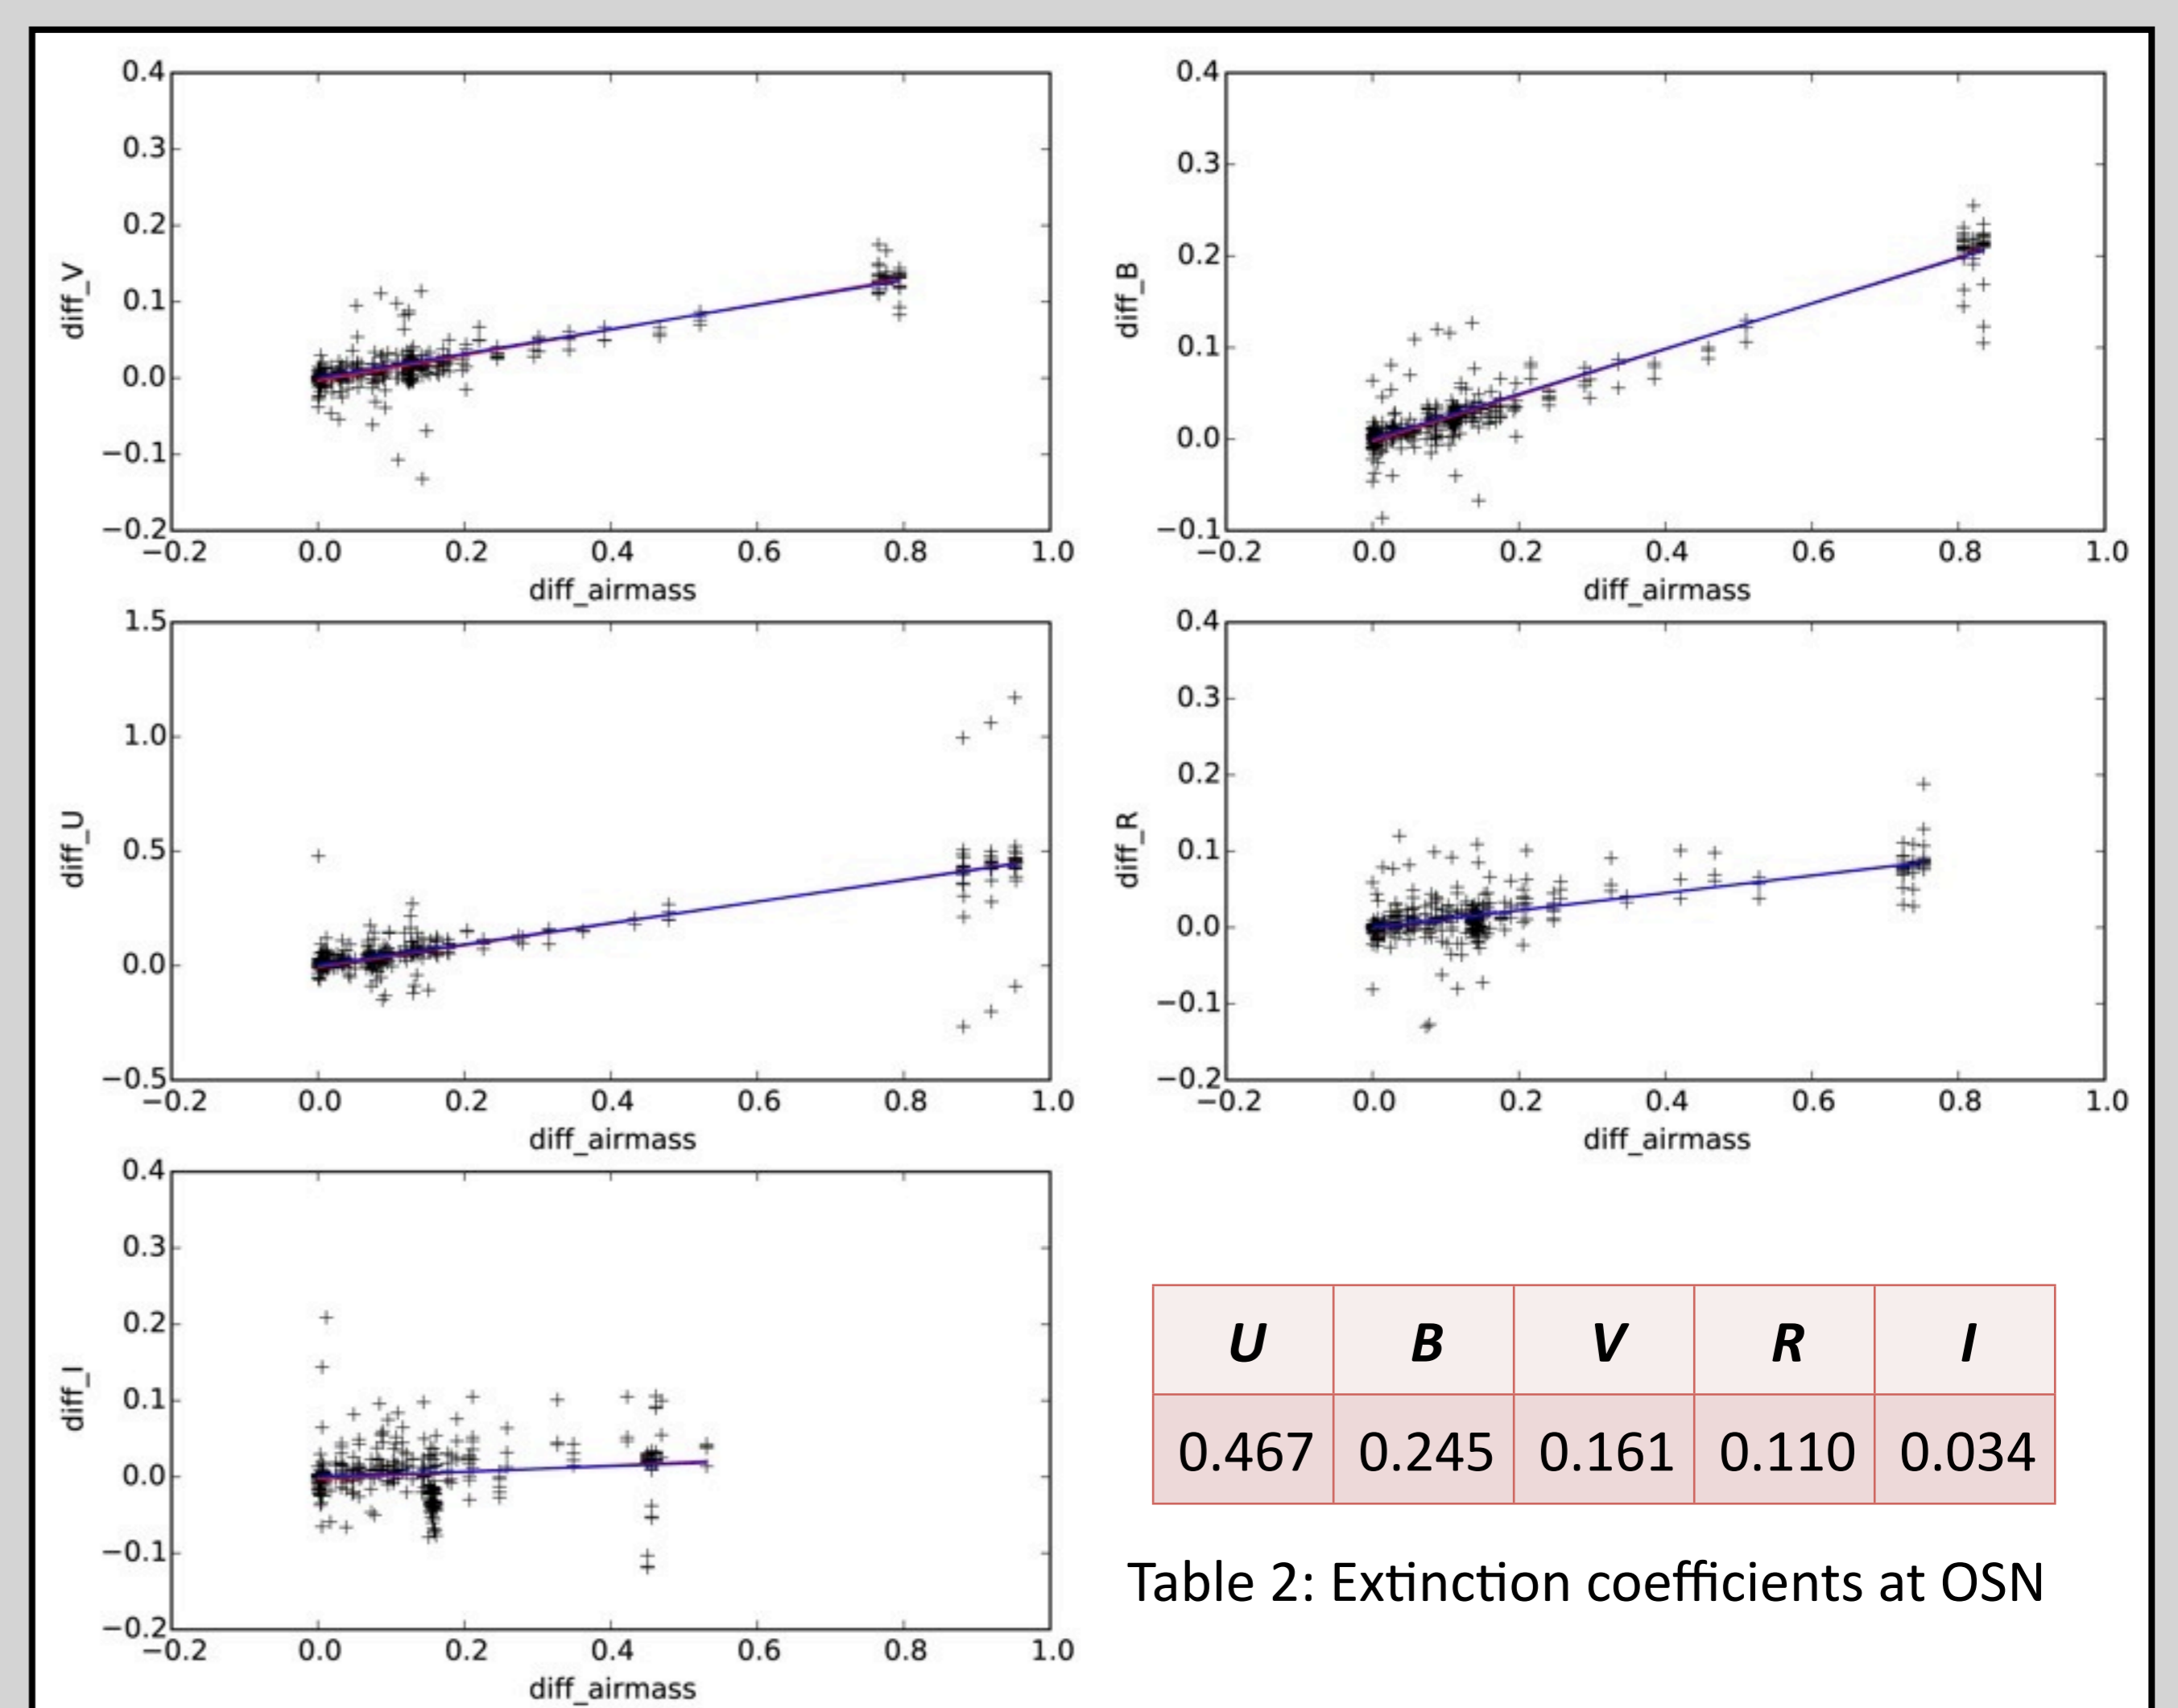 0.4
0.3
0.2
0.1
0.0
−0.1
−0.2
diff_V
−0.2 0.0 0.2 0.4 0.6 0.8 1.0
diff_airmass
0.4
0.3
0.2
0.1
0.0
−0.1
diff_B
−0.2 0.0 0.2 0.4 0.6 0.8 1.0
diff_airmass
1.5
1.0
0.5
0.0
−0.5
diff_U
−0.2 0.0 0.2 0.4 0.6 0.8 1.0
diff_airmass
0.4
0.3
0.2
0.1
0.0
−0.1
−0.2
diff_R
−0.2 0.0 0.2 0.4 0.6 0.8 1.0
diff_airmass
0.4
0.3
0.2
0.1
0.0
−0.1
−0.2
diff_I
−0.2 0.0 0.2 0.4 0.6 0.8 1.0
diff_airmass
U B V R I
0.467 0.245 0.161 0.110 0.034
Table 2: Extinction coefficients at OSN